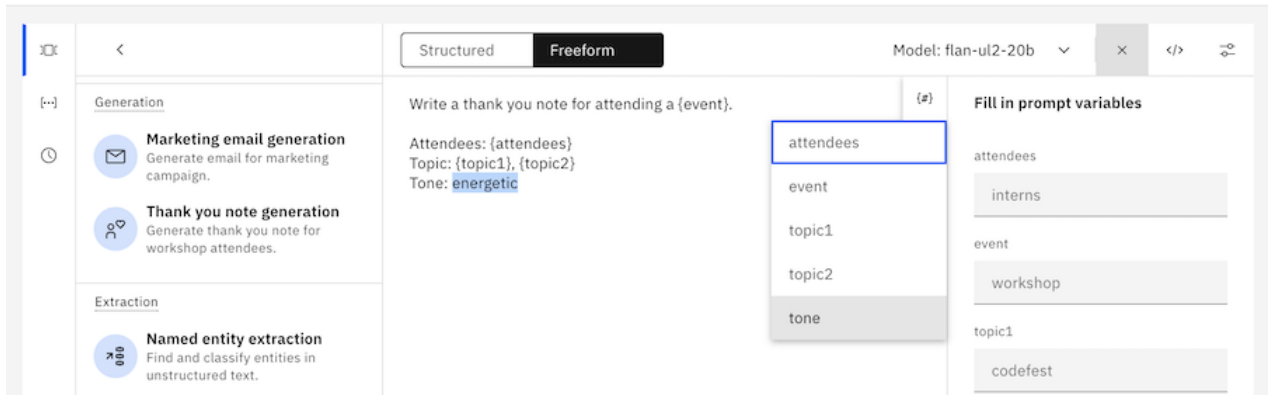 Structured
Freeform
Model: flan-ul2-20b
Generation
Marketing email generation
Generate email for marketing
campaign.
Thank you note generation
Generate thank you note for
workshop attendees.
Extraction
Named entity extraction
Find and classify entities in
unstructured text.
Write a thank you note for attending a {event}.
Attendees: {attendees}
Topic: {topic1}, {topic2}
Tone: energetic
{#}
attendees
event
topic1
topic2
tone
Fill in prompt variables
attendees
interns
event
workshop
topic1
codefest